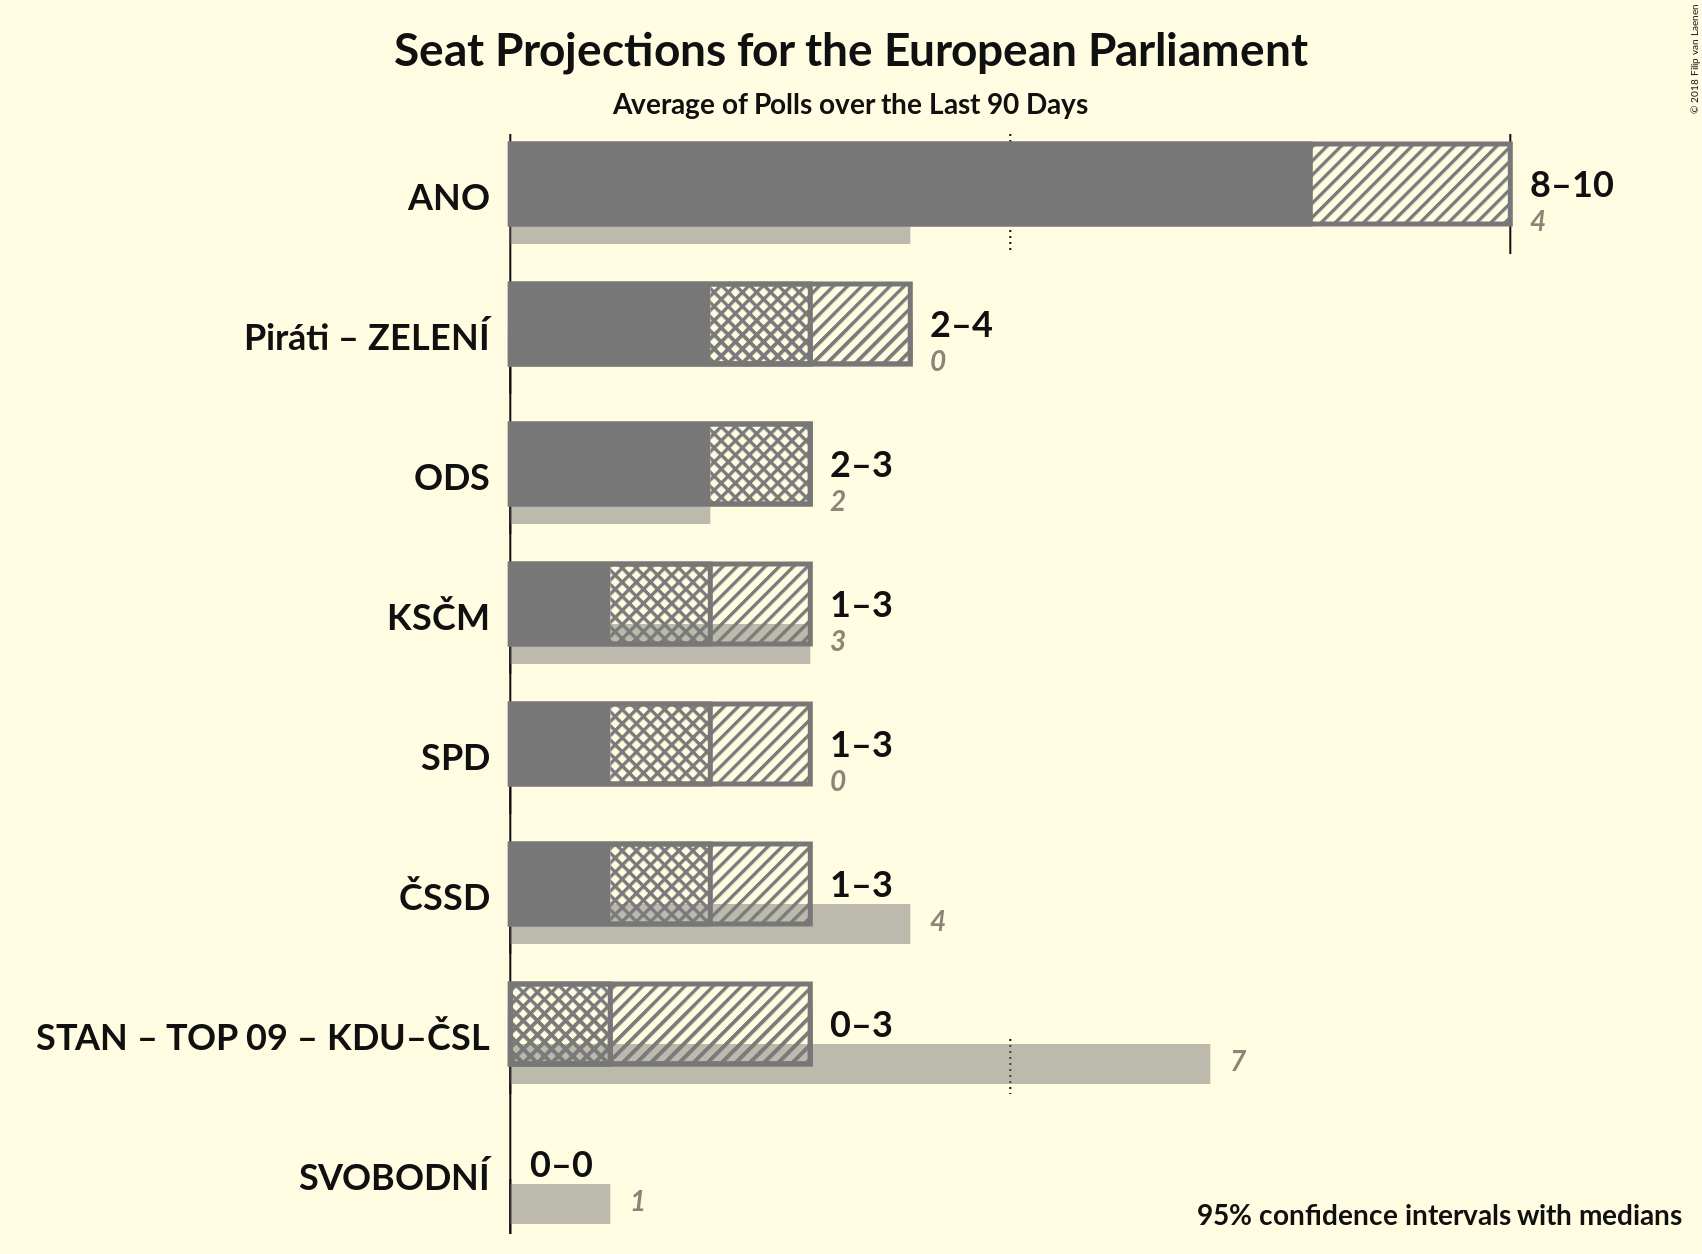 Seat Projections for the European Parliament
Average of Polls over the Last 90 Days
© 2018 Filip van Laenen
ANO
8–10
4
Piráti – ZELENÍ
2–4
0
ODS
2–3
2
KSČM
1–3
3
SPD
1–3
0
ČSSD
1–3
4
STAN – TOP 09 – KDU–ČSL
0–3
7
SVOBODNÍ
0–0
1
95% confidence intervals with medians